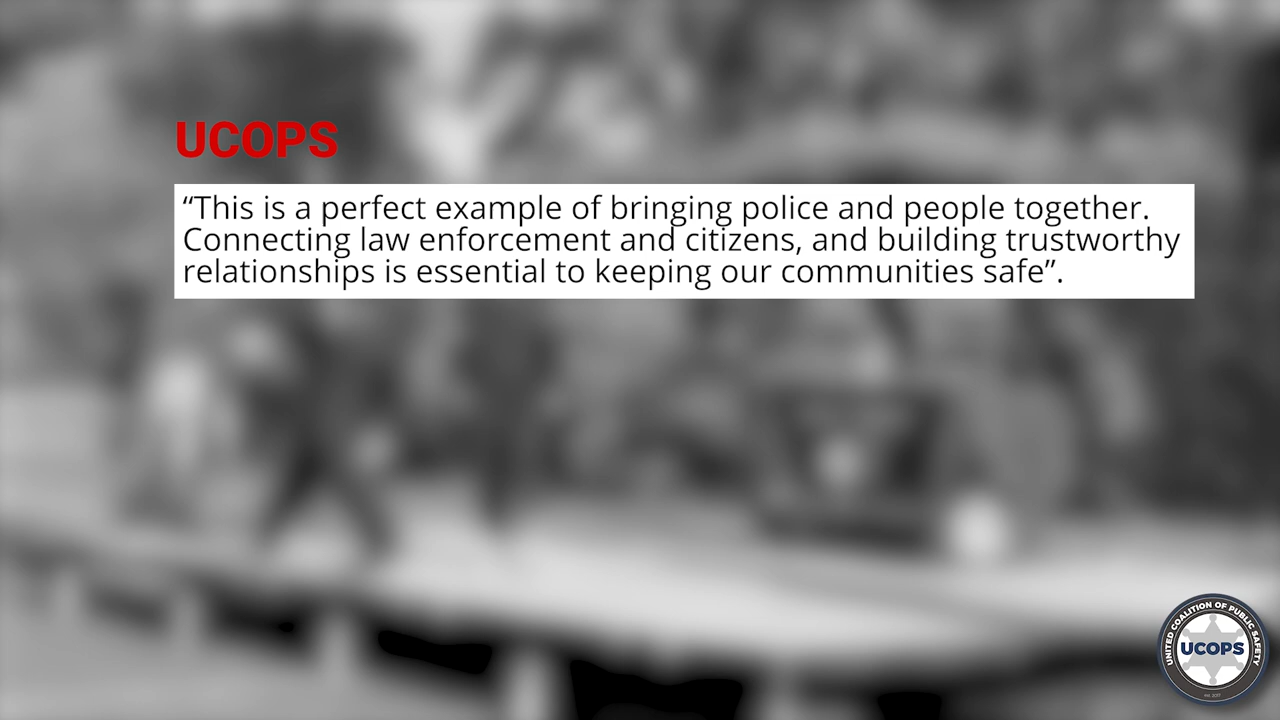 UCOPS
“This is a perfect example of bringing police and people together.
Connecting law enforcement and citizens, and building trustworthy
relationships is essential to keeping our communities safe”.
UNITED COALITION OF PUBLIC SAFETY
UCOPS